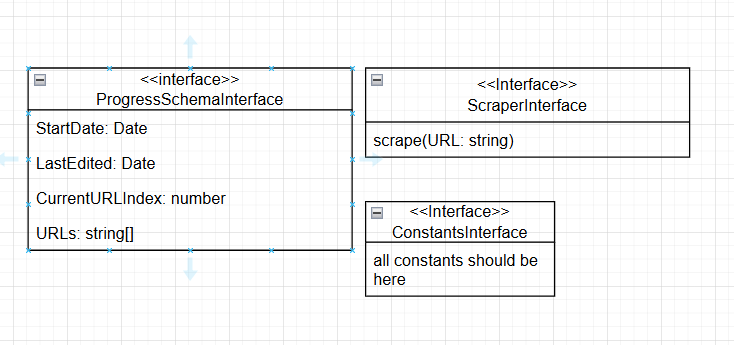 <<interface>>
ProgressSchemaInterface
StartDate: Date
LastEdited: Date
CurrentURLIndex: number
URLs: string[]
<<Interface>>
ScraperInterface
scrape(URL: string)
<<Interface>>
ConstantsInterface
all constants should be
here